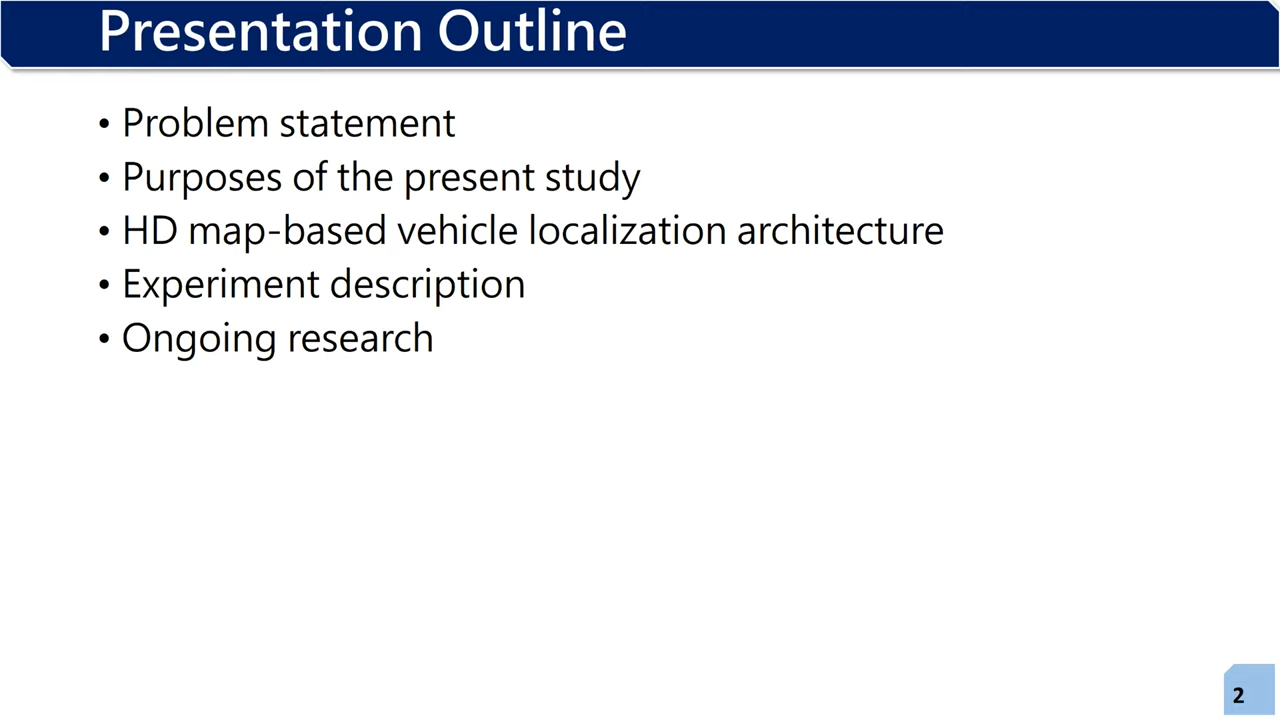 Presentation Outline
• Problem statement
• Purposes of the present study
• HD map-based vehicle localization architecture
• Experiment description
• Ongoing research
2